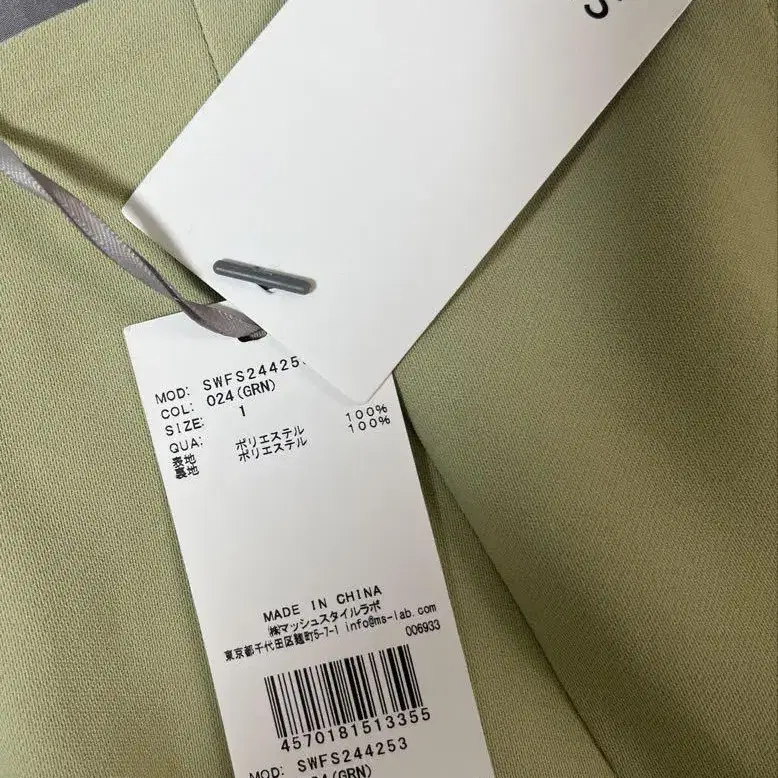 MOD: SWFS24425
COL: 024(GRN)
SIZE: 1
QUA:
表地 ポリエステル 100%
裏地 ポリエステル 100%
MADE IN CHINA
㈱マッシュスタイルラボ
東京都千代田区麹町5-7-1 info@ms-lab.com
006933
4570181513355
MOD: SWFS244253
(GRN)